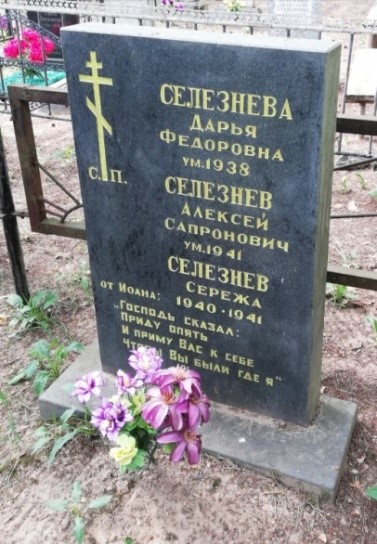 СЕЛЕЗНЕВА
ДАРЬЯ
ФЕДОРОВНА
УМ.1938
С. П.
СЕЛЕЗНЕВ
АЛЕКСЕЙ
САПРОНОВИЧ
УМ.1941
СЕЛЕЗНЕВ
СЕРЕЖА
ОТ ИОАНА: 1940-1941
"ГОСПОДЬ СКАЗАЛ:
ПРИДУ ОПЯТЬ
И ПРИМУ ВАС К СЕБЕ
ЧТОБЫ ВЫ БЫЛИ ГДЕ Я"